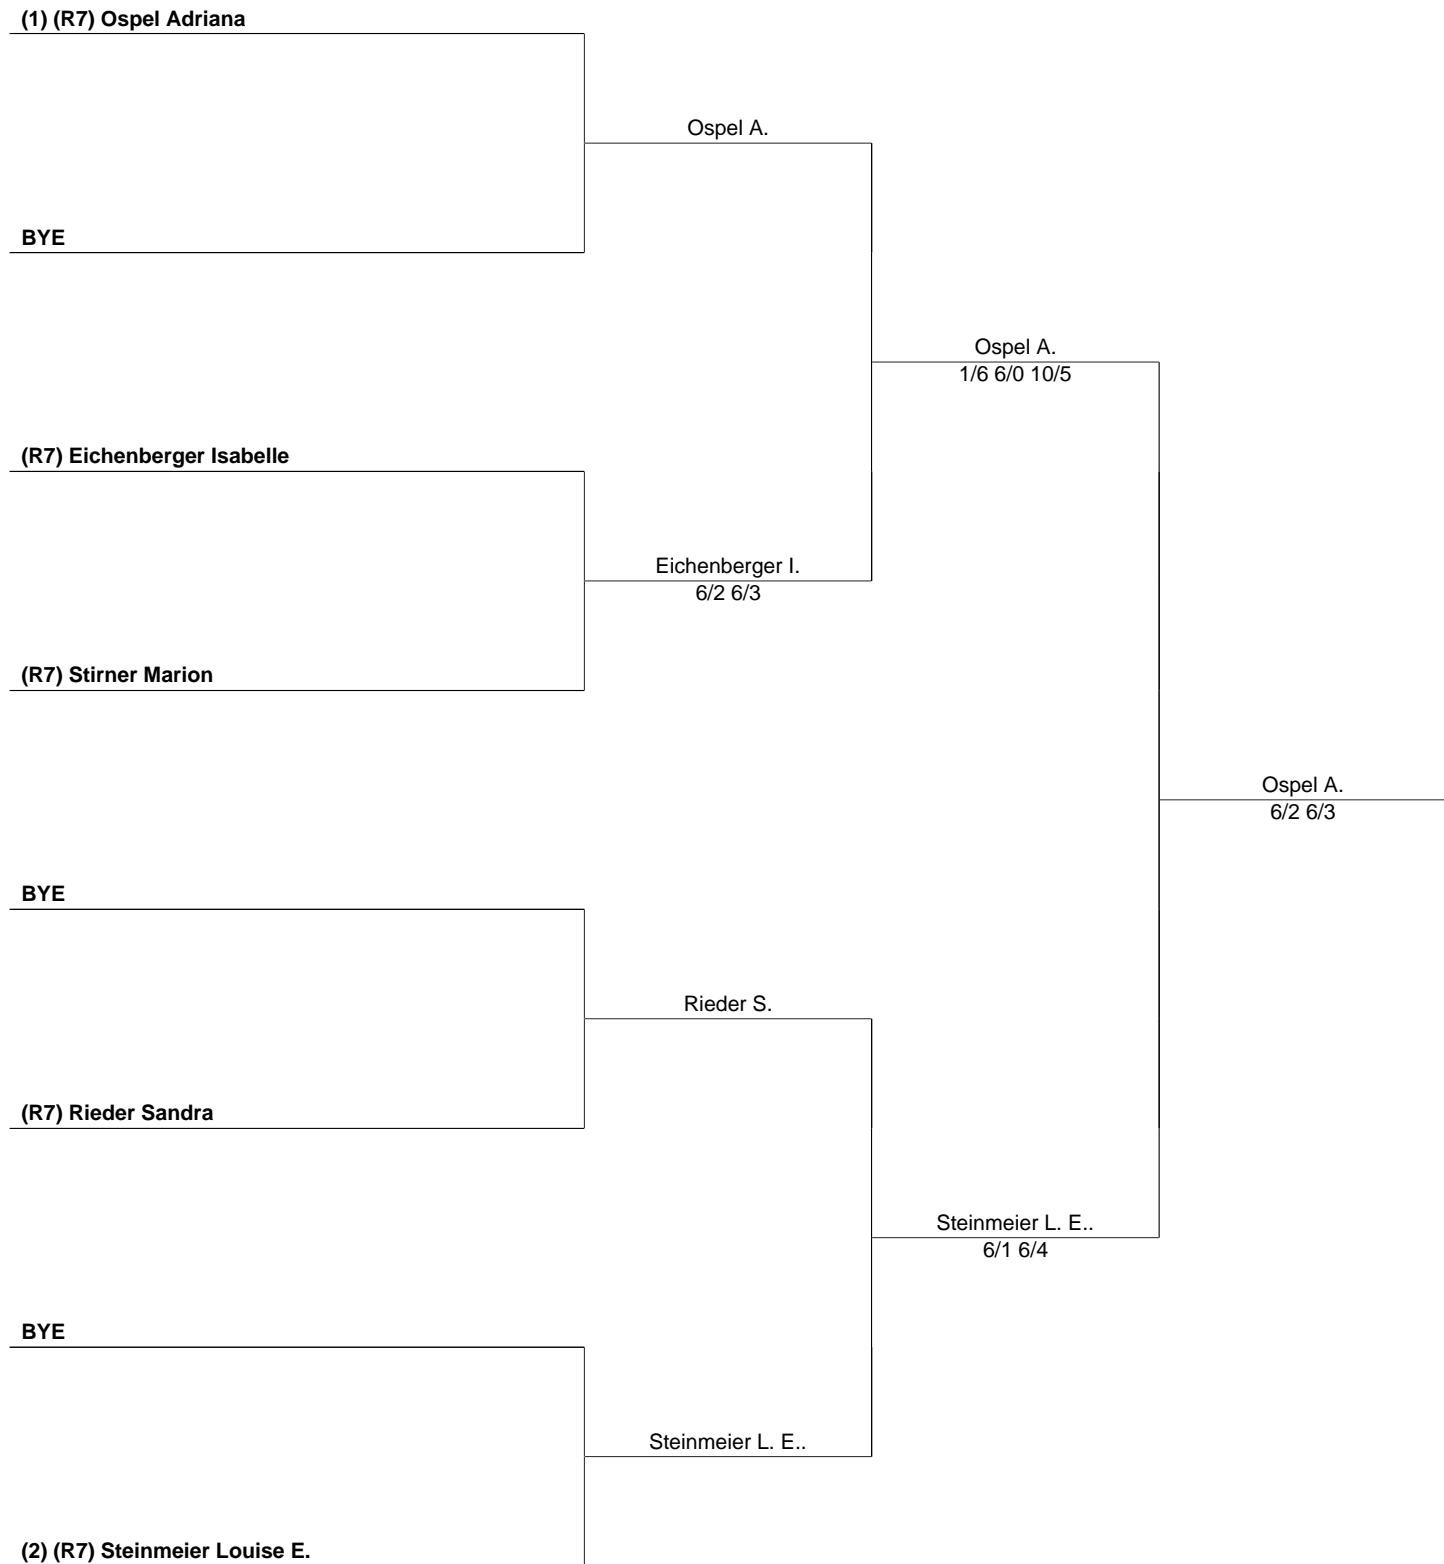 (1) (R7) Ospel Adriana
Ospel A.
BYE
Ospel A.
1/6 6/0 10/5
(R7) Eichenberger Isabelle
Eichenberger I.
6/2 6/3
(R7) Stirner Marion
Ospel A.
6/2 6/3
BYE
Rieder S.
(R7) Rieder Sandra
Steinmeier L. E..
6/1 6/4
BYE
Steinmeier L. E..
(2) (R7) Steinmeier Louise E.